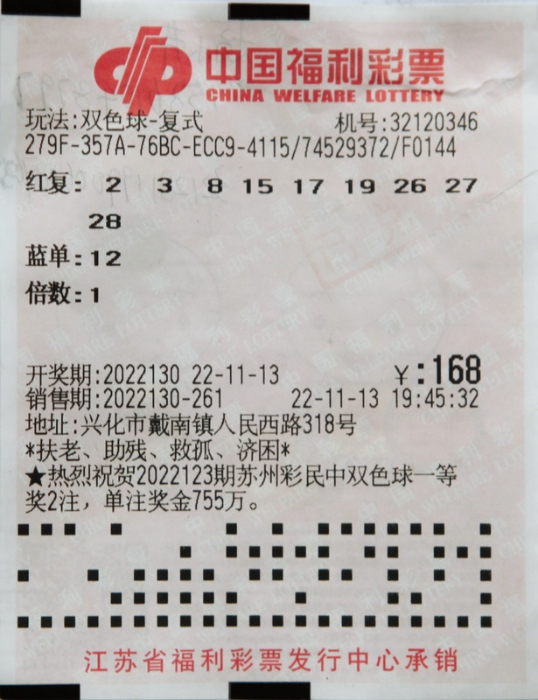 中国福利彩票
CHINA WELFARE LOTTERY
玩法:双色球-复式 机号:32120346
279F-357A-76BC-ECC9-4115/74529372/F0144
红复: 2 3 8 15 17 19 26 27
28
蓝单:12
倍数:1
开奖期:2022130 22-11-13 ¥:168
销售期:2022130-261 22-11-13 19:45:32
地址:兴化市戴南镇人民西路318号
*扶老、助残、救孤、济困*
★热烈祝贺2022123期苏州彩民中双色球一等
奖2注，单注奖金755万。
江苏省福利彩票发行中心承销